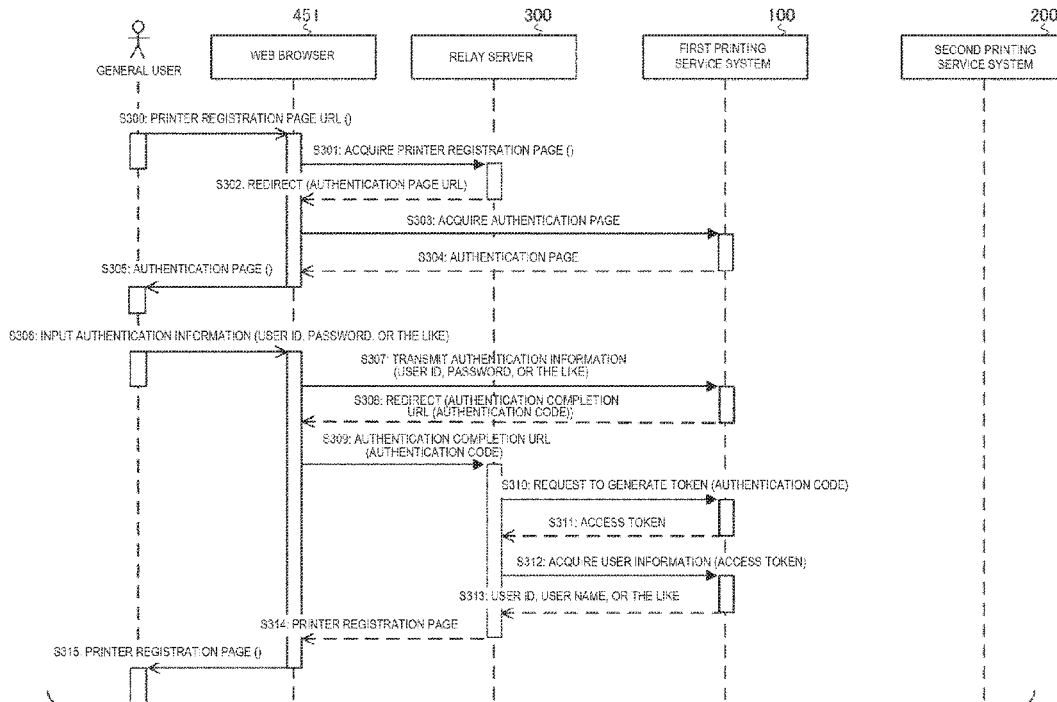 451
300
100
200
GENERAL USER
WEB BROWSER
RELAY SERVER
FIRST PRINTING
SERVICE SYSTEM
SECOND PRINTING
SERVICE SYSTEM
S300: PRINTER REGISTRATION PAGE URL ()
S301: ACQUIRE PRINTER REGISTRATION PAGE ()
S302: REDIRECT (AUTHENTICATION PAGE URL)
S303: ACQUIRE AUTHENTICATION PAGE
S304: AUTHENTICATION PAGE
S305: AUTHENTICATION PAGE ()
S306: INPUT AUTHENTICATION INFORMATION (USER ID, PASSWORD, OR THE LIKE)
S307: TRANSMIT AUTHENTICATION INFORMATION
(USER ID, PASSWORD, OR THE LIKE)
S308: REDIRECT (AUTHENTICATION COMPLETION
URL (AUTHENTICATION CODE))
S309: AUTHENTICATION COMPLETION URL
(AUTHENTICATION CODE)
S310: REQUEST TO GENERATE TOKEN (AUTHENTICATION CODE)
S311: ACCESS TOKEN
S312: ACQUIRE USER INFORMATION (ACCESS TOKEN)
S313: USER ID, USER NAME, OR THE LIKE
S314: PRINTER REGISTRATION PAGE
S315: PRINTER REGISTRATION PAGE ()